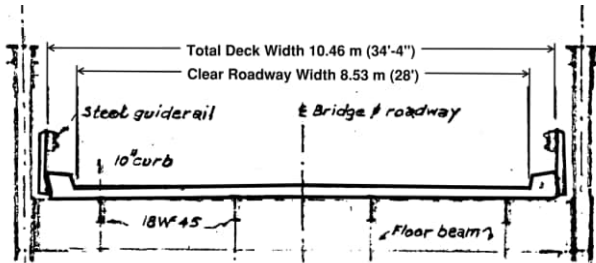 Total Deck Width 10.46 m (34'-4")
Clear Roadway Width 8.53 m (28')
Steel guiderail
℄ Bridge & roadway
10" curb
18WF45
Floor beam